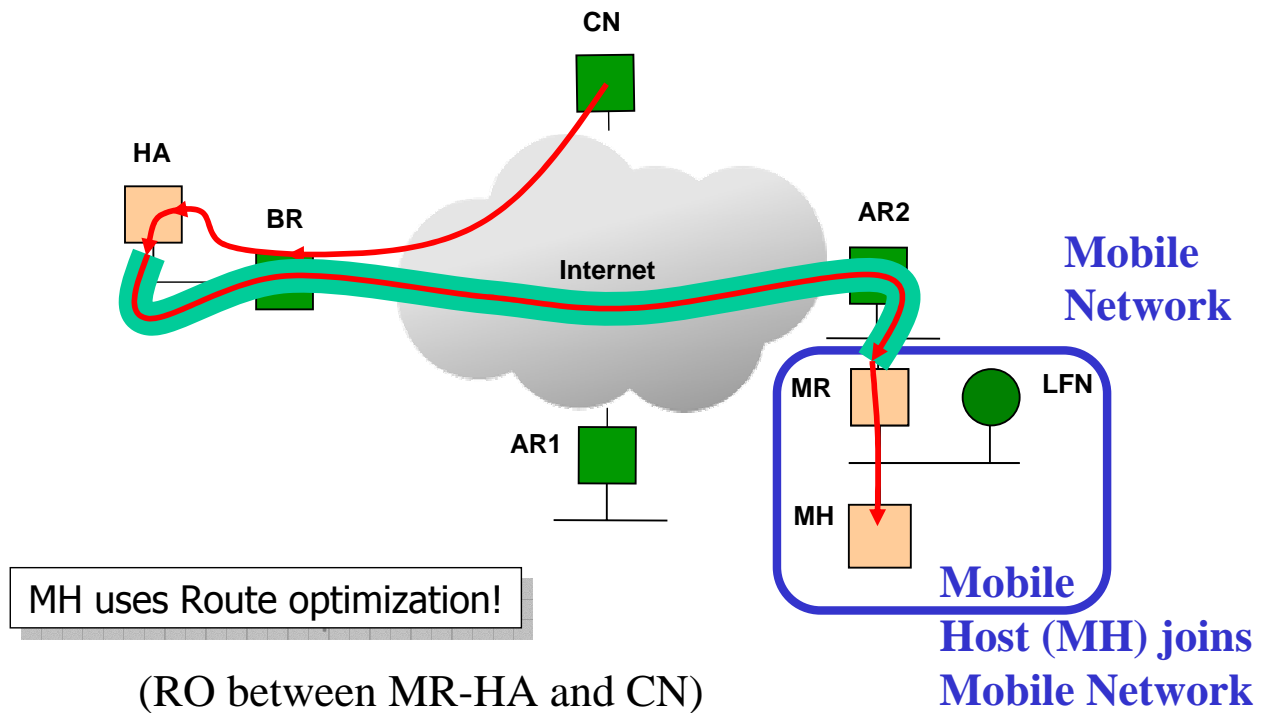 CN
HA
BR
AR2
Internet
Mobile
Network
MR
LFN
AR1
MH
MH uses Route optimization!
Mobile
Host (MH) joins
Mobile Network
(RO between MR-HA and CN)